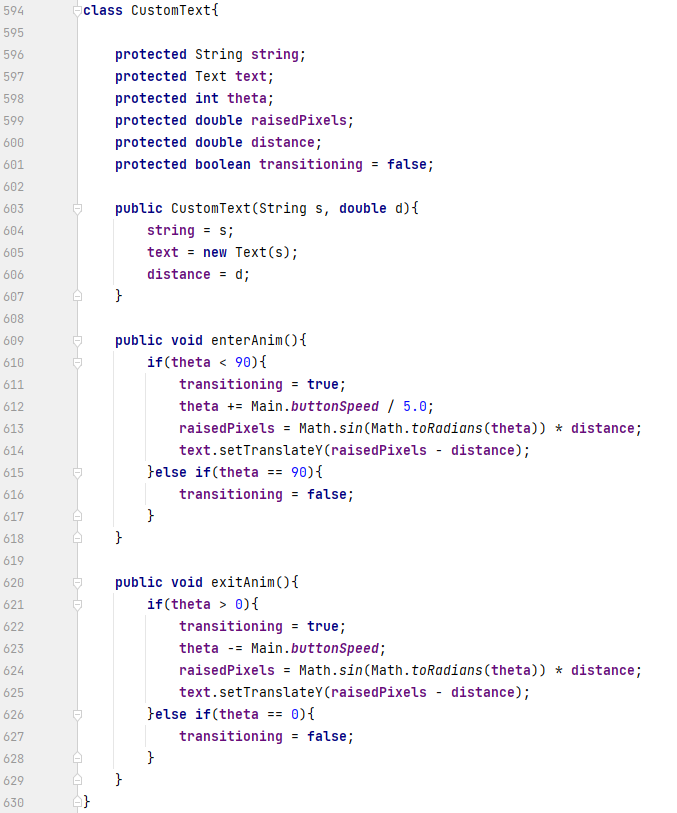 594 class CustomText{
595
596     protected String string;
597     protected Text text;
598     protected int theta;
599     protected double raisedPixels;
600     protected double distance;
601     protected boolean transitioning = false;
602
603     public CustomText(String s, double d){
604         string = s;
605         text = new Text(s);
606         distance = d;
607     }
608
609     public void enterAnim(){
610         if(theta < 90){
611             transitioning = true;
612             theta += Main.buttonSpeed / 5.0;
613             raisedPixels = Math.sin(Math.toRadians(theta)) * distance;
614             text.setTranslateY(raisedPixels - distance);
615         }else if(theta == 90){
616             transitioning = false;
617         }
618     }
619
620     public void exitAnim(){
621         if(theta > 0){
622             transitioning = true;
623             theta -= Main.buttonSpeed;
624             raisedPixels = Math.sin(Math.toRadians(theta)) * distance;
625             text.setTranslateY(raisedPixels - distance);
626         }else if(theta == 0){
627             transitioning = false;
628         }
629     }
630 }